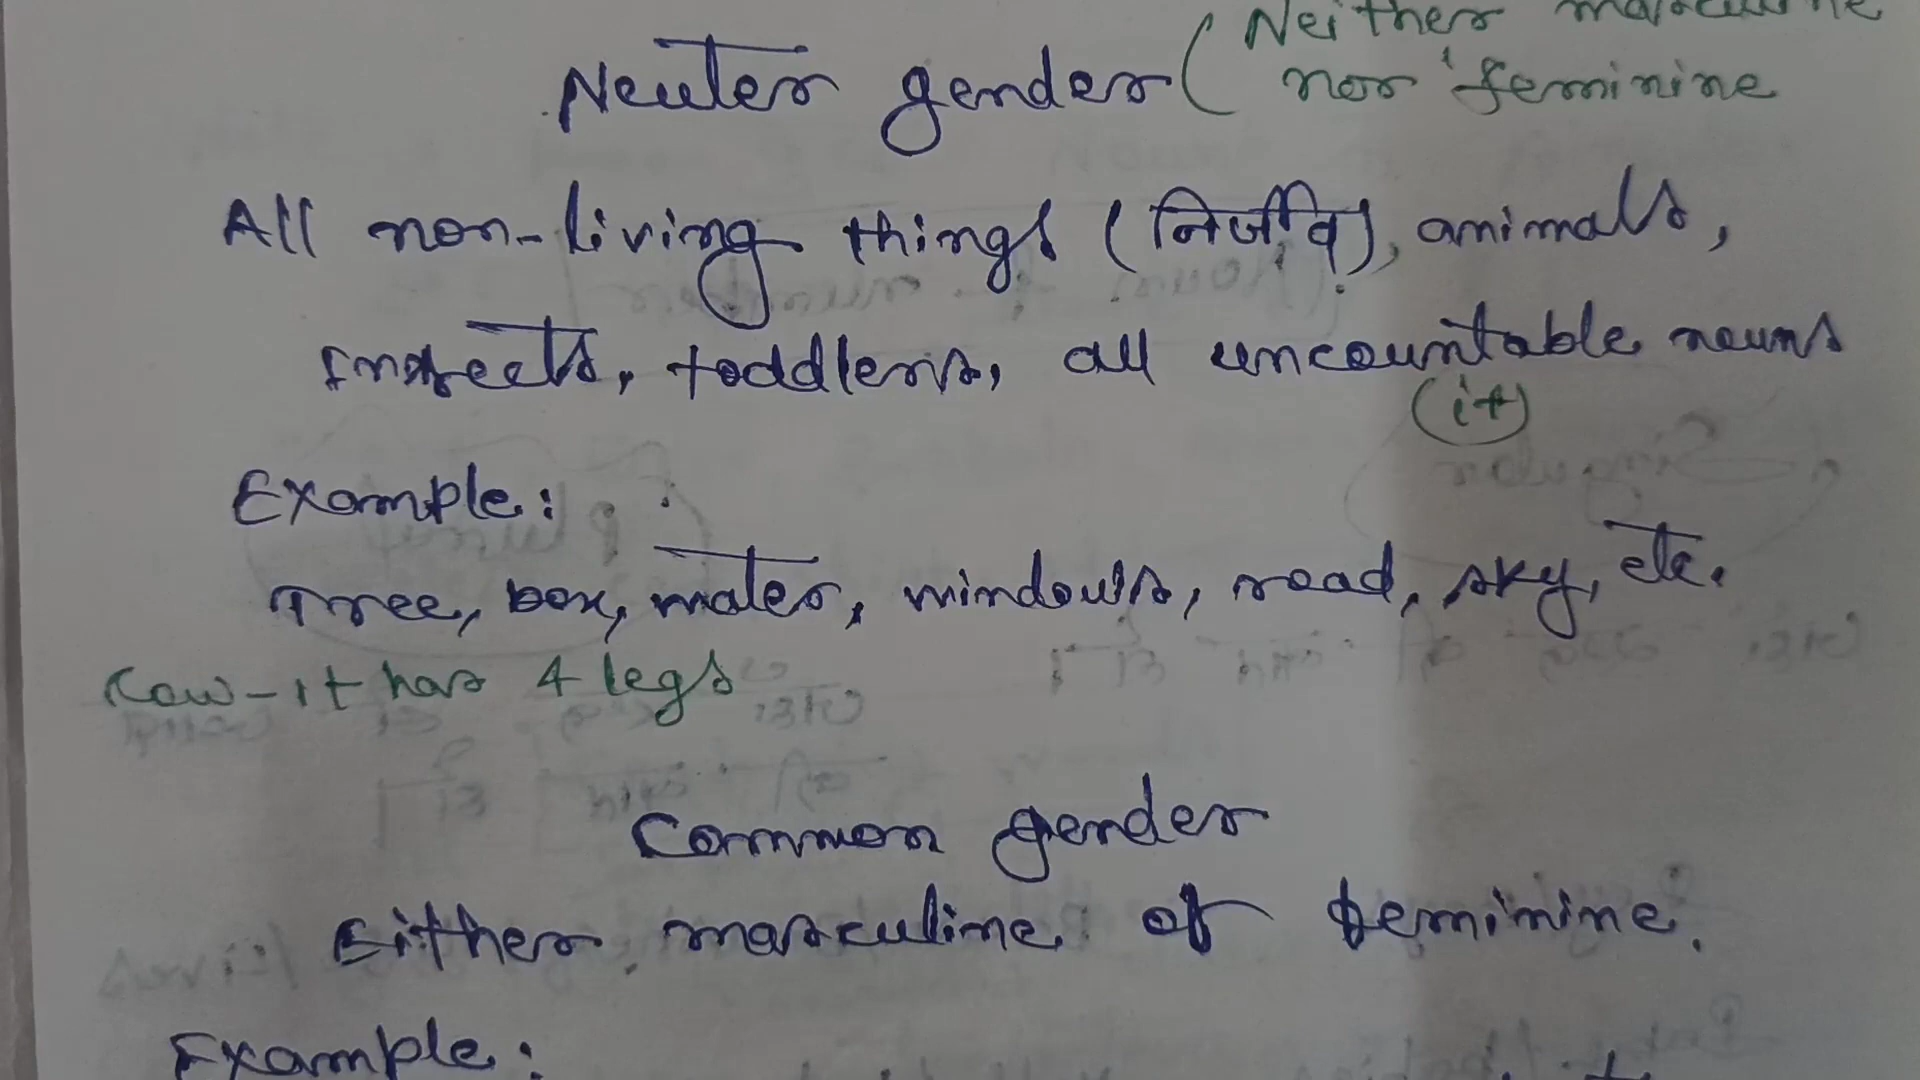 Neuter gender (Neither masculine
nor feminine
All non-living things (निर्जीव), animals,
Insects, toddlers, all uncountable nouns
(it)
Example:
Tree, box, water, windows, road, sky, etc.
Cow - it has 4 legs
Common gender
Either masculine or feminine.
Example: